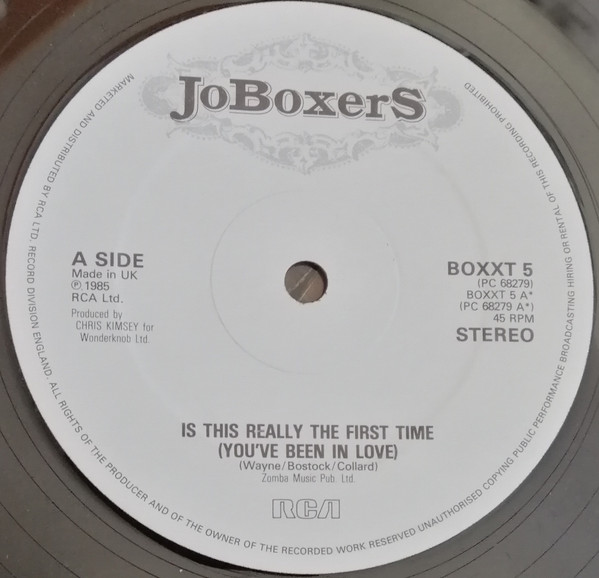 JoBoxerS
A SIDE
Made in UK
℗ 1985
RCA Ltd.
Produced by
CHRIS KIMSEY for
Wonderknob Ltd.
BOXXT 5
(PC 68279)
BOXXT 5 A*
(PC 68279 A*)
45 RPM
STEREO
IS THIS REALLY THE FIRST TIME
(YOU'VE BEEN IN LOVE)
(Wayne/Bostock/Collard)
Zomba Music Pub. Ltd.
RCA
MARKETED AND DISTRIBUTED BY RCA LTD. RECORD DIVISION ENGLAND. ALL RIGHTS OF THE PRODUCER AND OF THE OWNER OF THE RECORDED WORK RESERVED UNAUTHORISED COPYING PUBLIC PERFORMANCE BROADCASTING HIRING OR RENTAL OF THIS RECORDING PROHIBITED